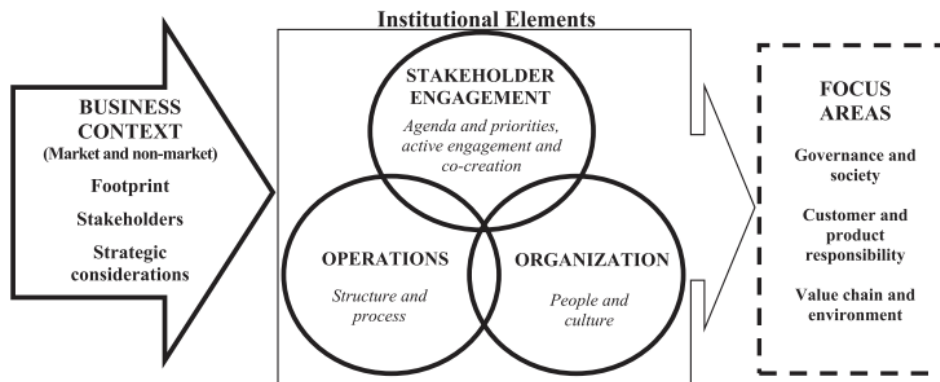 Institutional Elements
BUSINESS
CONTEXT
(Market and non-market)
Footprint
Stakeholders
Strategic
considerations
STAKEHOLDER
ENGAGEMENT
Agenda and priorities,
active engagement and
co-creation
OPERATIONS
Structure and
process
ORGANIZATION
People and
culture
FOCUS
AREAS
Governance and
society
Customer and
product
responsibility
Value chain and
environment